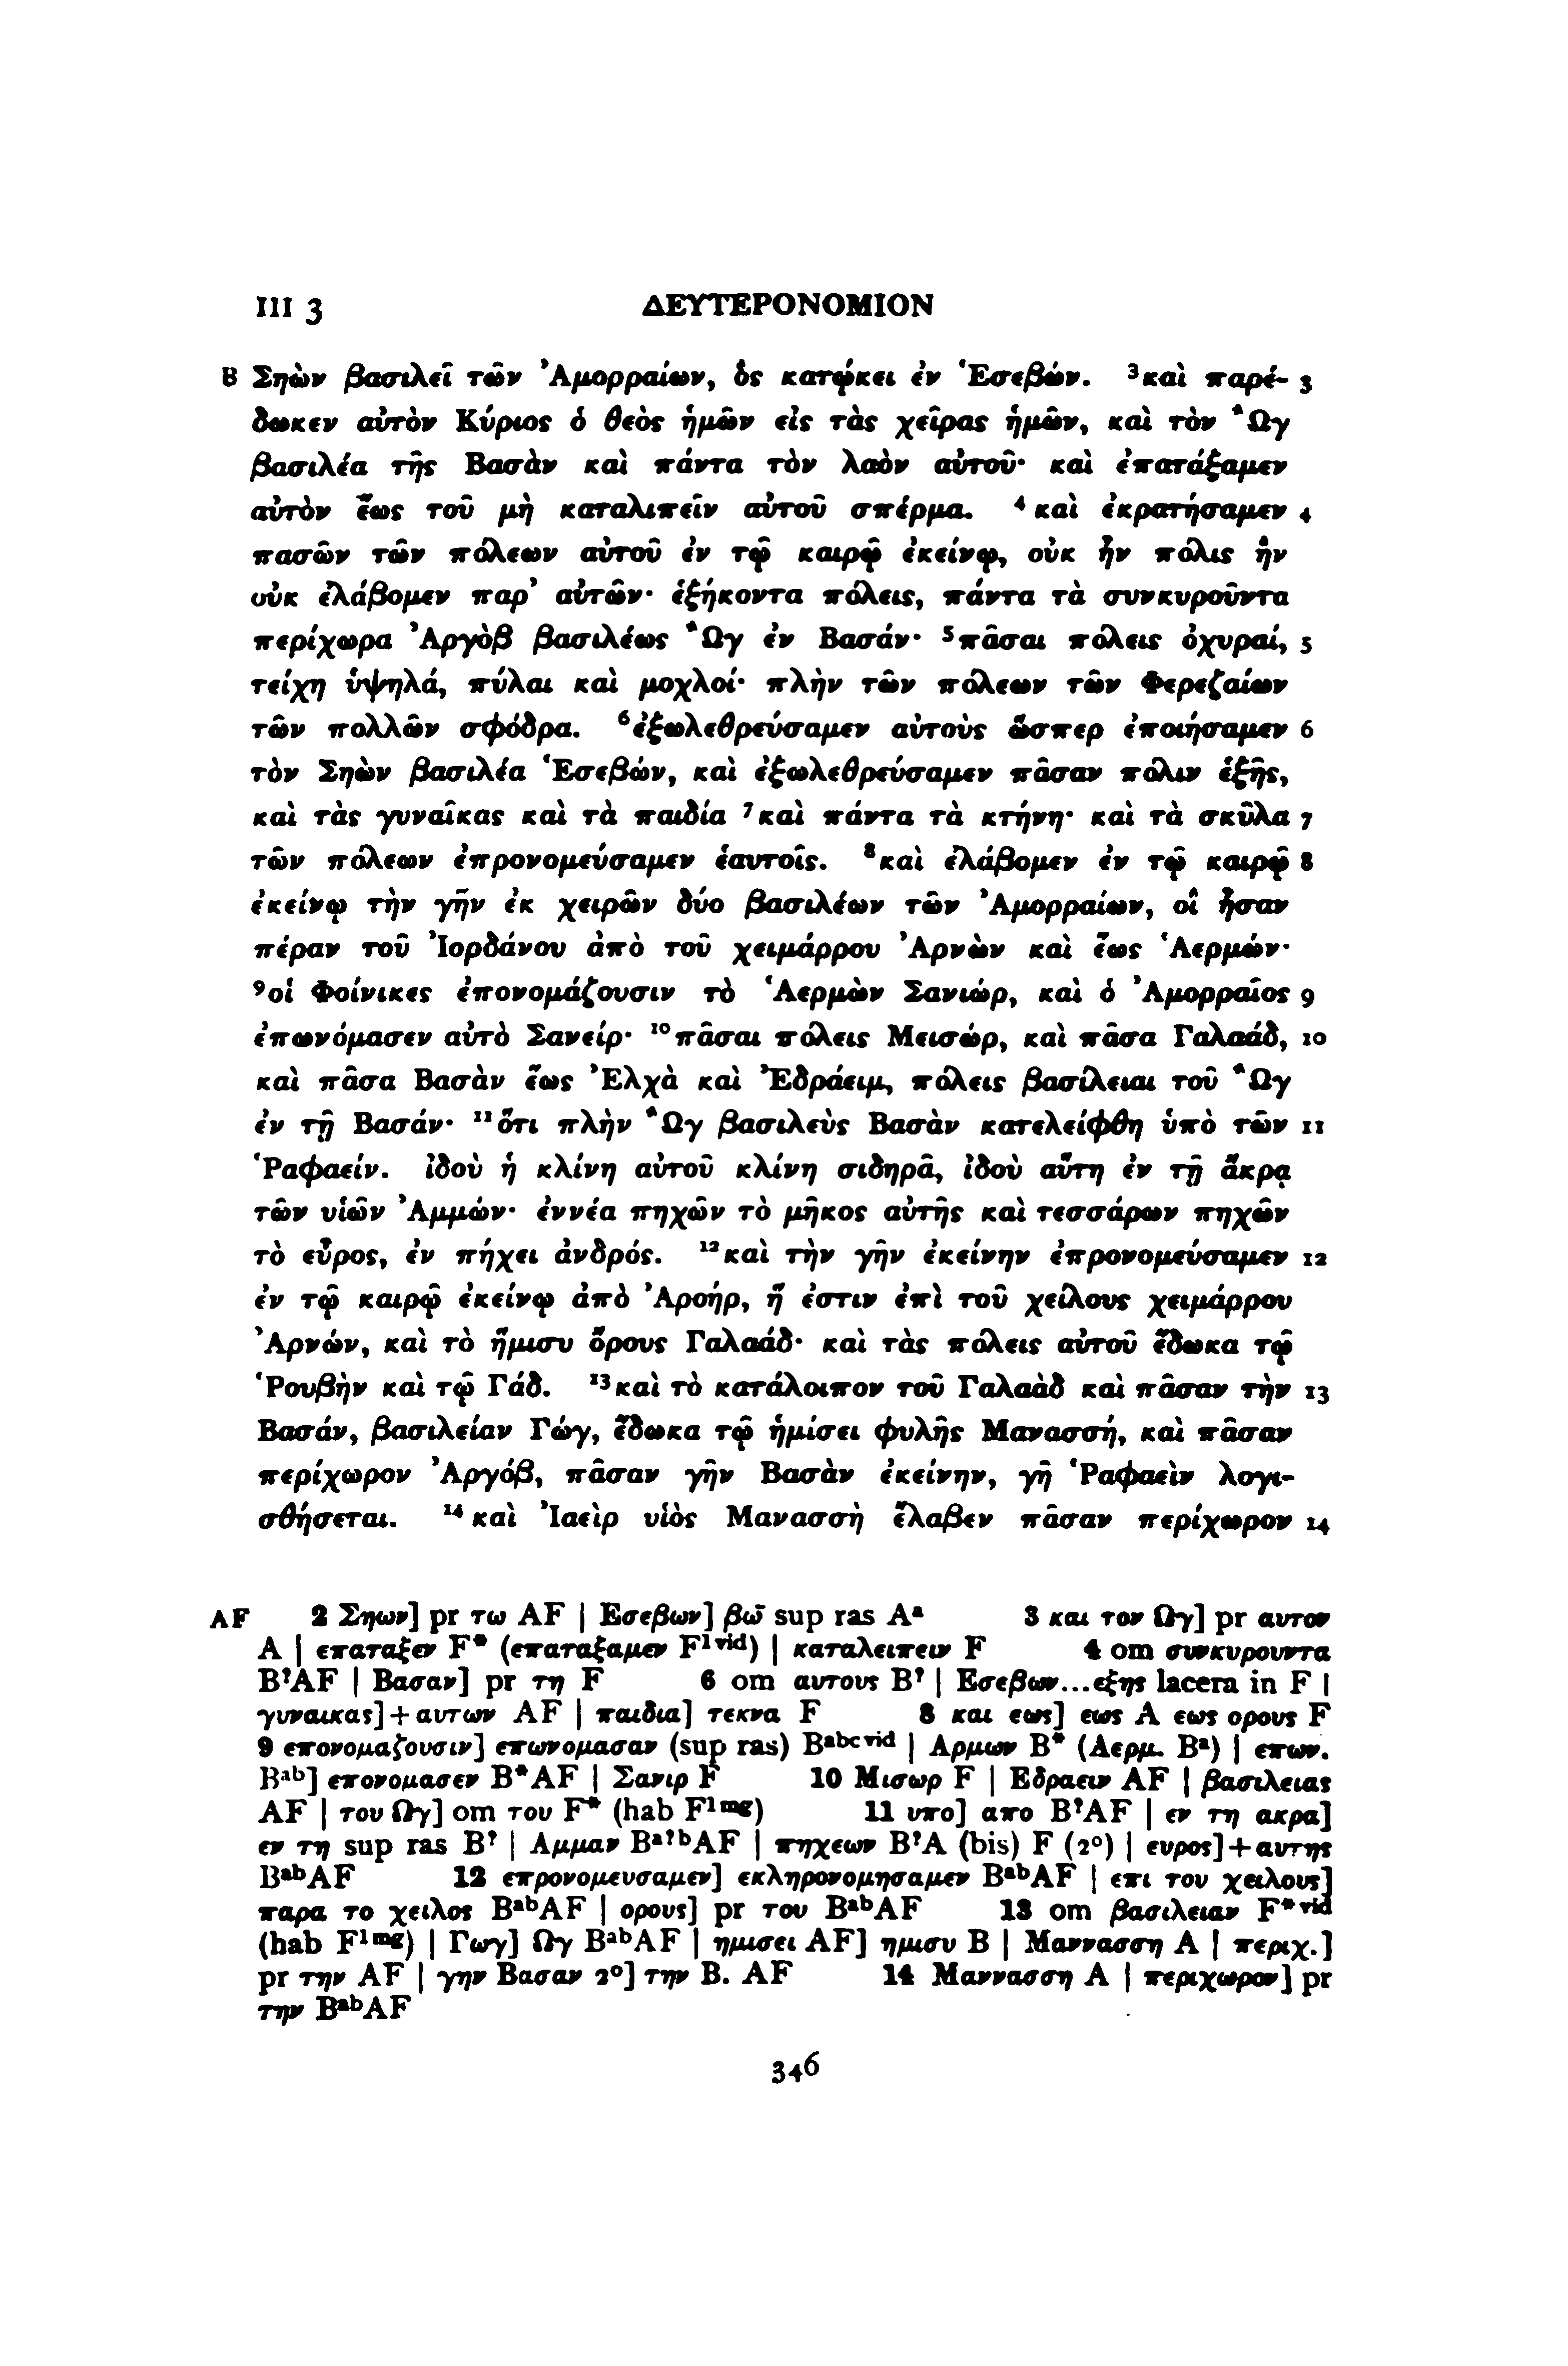 III 3 ΔΕΥΤΕΡΟΝΟΜΙΟΝ
B Σηὼν βασιλεῖ τῶν Ἀμορραίων, ὃς κατῴκει ἐν Ἑσεβών. ³καὶ παρέ- 3
δωκεν αὐτὸν Κύριος ὁ θεὸς ἡμῶν εἰς τὰς χεῖρας ἡμῶν, καὶ τὸν Ὢγ
βασιλέα τῆς Βασὰν καὶ πάντα τὸν λαὸν αὐτοῦ· καὶ ἐπατάξαμεν
αὐτὸν ἕως τοῦ μὴ καταλιπεῖν αὐτοῦ σπέρμα. ⁴καὶ ἐκρατήσαμεν 4
πασῶν τῶν πόλεων αὐτοῦ ἐν τῷ καιρῷ ἐκείνῳ, οὐκ ἦν πόλις ἣν
οὐκ ἐλάβομεν παρ’ αὐτῶν· ἑξήκοντα πόλεις, πάντα τὰ συνκυροῦντα
περίχωρα Ἀργὸβ βασιλέως Ὢγ ἐν Βασάν· ⁵πᾶσαι πόλεις ὀχυραί, 5
τείχη ὑψηλά, πύλαι καὶ μοχλοί· πλὴν τῶν πόλεων τῶν Φερεζαίων
τῶν πολλῶν σφόδρα. ⁶ἐξωλεθρεύσαμεν αὐτοὺς ὥσπερ ἐποιήσαμεν 6
τὸν Σηὼν βασιλέα Ἑσεβών, καὶ ἐξωλεθρεύσαμεν πᾶσαν πόλιν ἑξῆς,
καὶ τὰς γυναῖκας καὶ τὰ παιδία ⁷καὶ πάντα τὰ κτήνη· καὶ τὰ σκῦλα 7
τῶν πόλεων ἐπρονομεύσαμεν ἑαυτοῖς. ⁸καὶ ἐλάβομεν ἐν τῷ καιρῷ 8
ἐκείνῳ τὴν γῆν ἐκ χειρῶν δύο βασιλέων τῶν Ἀμορραίων, οἳ ἦσαν
πέραν τοῦ Ἰορδάνου ἀπὸ τοῦ χειμάρρου Ἀρνὼν καὶ ἕως Ἁερμών·
⁹οἱ Φοίνικες ἐπονομάζουσιν τὸ Ἁερμὼν Σανιώρ, καὶ ὁ Ἀμορραῖος 9
ἐπωνόμασεν αὐτὸ Σανείρ· ¹⁰πᾶσαι πόλεις Μεισώρ, καὶ πᾶσα Γαλαάδ, 10
καὶ πᾶσα Βασὰν ἕως Ἐλχὰ καὶ Ἐδράειμ, πόλεις βασίλειαι τοῦ Ὢγ
ἐν τῇ Βασάν· ¹¹ὅτι πλὴν Ὢγ βασιλεὺς Βασὰν κατελείφθη ὑπὸ τῶν 11
Ῥαφαείν. ἰδοὺ ἡ κλίνη αὐτοῦ κλίνη σιδηρᾶ, ἰδοὺ αὕτη ἐν τῇ ἄκρᾳ
τῶν υἱῶν Ἀμμών· ἐννέα πηχῶν τὸ μῆκος αὐτῆς καὶ τεσσάρων πηχῶν
τὸ εὖρος, ἐν πήχει ἀνδρός. ¹²καὶ τὴν γῆν ἐκείνην ἐπρονομεύσαμεν 12
ἐν τῷ καιρῷ ἐκείνῳ ἀπὸ Ἀροήρ, ἥ ἐστιν ἐπὶ τοῦ χείλους χειμάρρου
Ἀρνών, καὶ τὸ ἥμισυ ὄρους Γαλαάδ· καὶ τὰς πόλεις αὐτοῦ ἔδωκα τῷ
Ῥουβὴν καὶ τῷ Γάδ. ¹³καὶ τὸ κατάλοιπον τοῦ Γαλαὰδ καὶ πᾶσαν τὴν 13
Βασάν, βασιλείαν Γώγ, ἔδωκα τῷ ἡμίσει φυλῆς Μανασσή, καὶ πᾶσαν
περίχωρον Ἀργόβ, πᾶσαν γῆν Βασὰν ἐκείνην, γῆ Ῥαφαεὶν λογι-
σθήσεται. ¹⁴καὶ Ἰαεὶρ υἱὸς Μανασσὴ ἔλαβεν πᾶσαν περίχωρον 14
AF 2 Σηων] pr τω AF | Εσεβων] βω̅ sup ras Aᵃ 3 και τον Ωγ] pr αυτον
A | επαταξεν F* (επαταξαμεν F¹ᵛⁱᵈ) | καταλειπειν F 4 om συνκυρουντα
B?AF | Βασαν] pr τη F 6 om αυτους B? | Εσεβων...εξης lacera in F |
γυναικας]+αυτων AF | παιδια] τεκνα F 8 και εως] εως A εως ορους F
9 επονομαζουσιν] επωνομασαν (sup ras) Bᵃᵇᶜᵛⁱᵈ | Αρμων B* (Αερμ. Bᵃ) | επων.
Bᵃᵇ] επονομασεν B*AF | Σανιρ F 10 Μισωρ F | Εδραειν AF | βασιλειας
AF | του Ωγ] om του F* (hab F¹ᵐᵍ) 11 υπο] απο B?AF | εν τη ακρα]
εν τη sup ras B? | Αμμαν Bᵃ?ᵇAF | πηχεων B?A (bis) F (2°) | ευρος]+αυτης
BᵃᵇAF 12 επρονομευσαμεν] εκληρονομησαμεν BᵃᵇAF | επι του χειλους]
παρα το χειλος BᵃᵇAF | ορους] pr του BᵃᵇAF 13 om βασιλειαν F*ᵛⁱᵈ
(hab F¹ᵐᵍ) | Γωγ] Ωγ BᵃᵇAF | ημισει AF] ημισυ B | Μαννασση A | περιχ.]
pr την AF | γην Βασαν 2°] την B. AF 14 Μαννασση A | περιχωρον] pr
την BᵃᵇAF
346